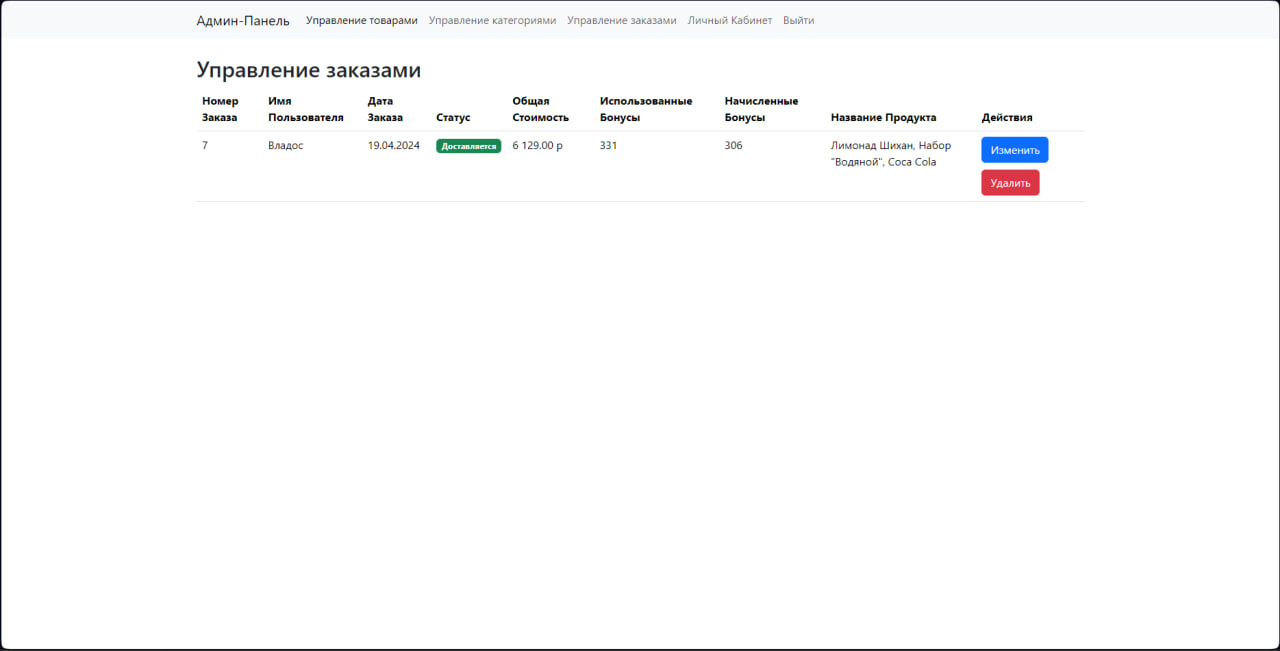 Админ-Панель Управление товарами Управление категориями Управление заказами Личный Кабинет Выйти
Управление заказами
Номер Заказа Имя Пользователя Дата Заказа Статус Общая Стоимость Использованные Бонусы Начисленные Бонусы Название Продукта Действия
7 Владос 19.04.2024 Доставляется 6 129.00 р 331 306 Лимонад Шихан, Набор "Водяной", Coca Cola Изменить
Удалить